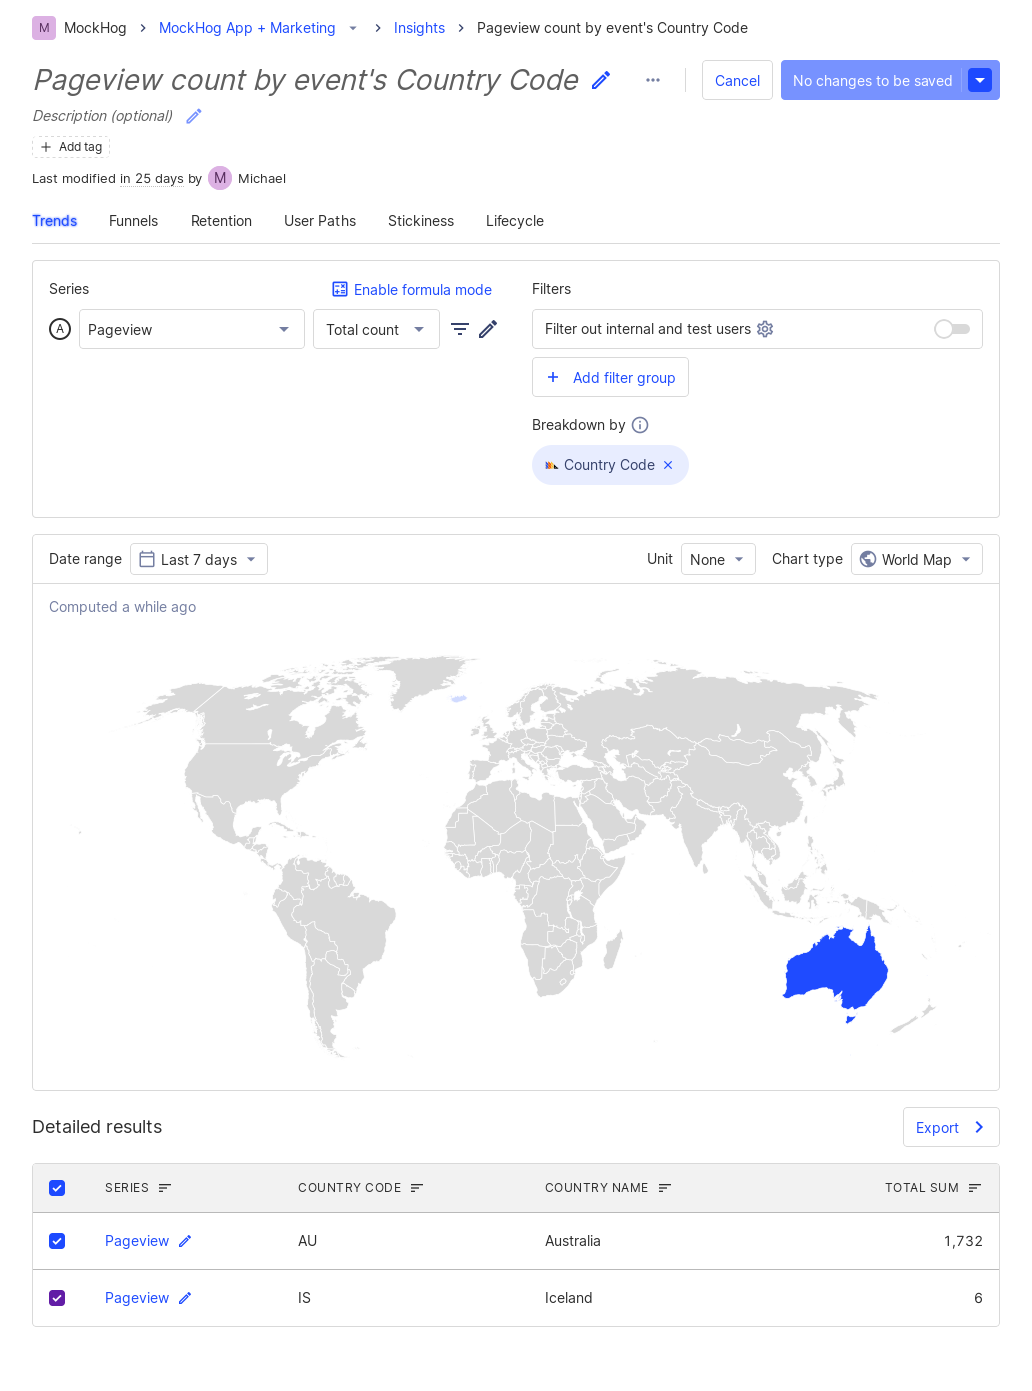 M MockHog MockHog App + Marketing Insights Pageview count by event's Country Code
Pageview count by event's Country Code
Cancel
No changes to be saved
Description (optional)
Add tag
Last modified in 25 days by M Michael
Trends Funnels Retention User Paths Stickiness Lifecycle
Series
Enable formula mode
A Pageview Total count
Filters
Filter out internal and test users
Add filter group
Breakdown by
Country Code
Date range Last 7 days Unit None Chart type World Map
Computed a while ago
Detailed results
Export
SERIES COUNTRY CODE COUNTRY NAME TOTAL SUM
Pageview AU Australia 1,732
Pageview IS Iceland 6